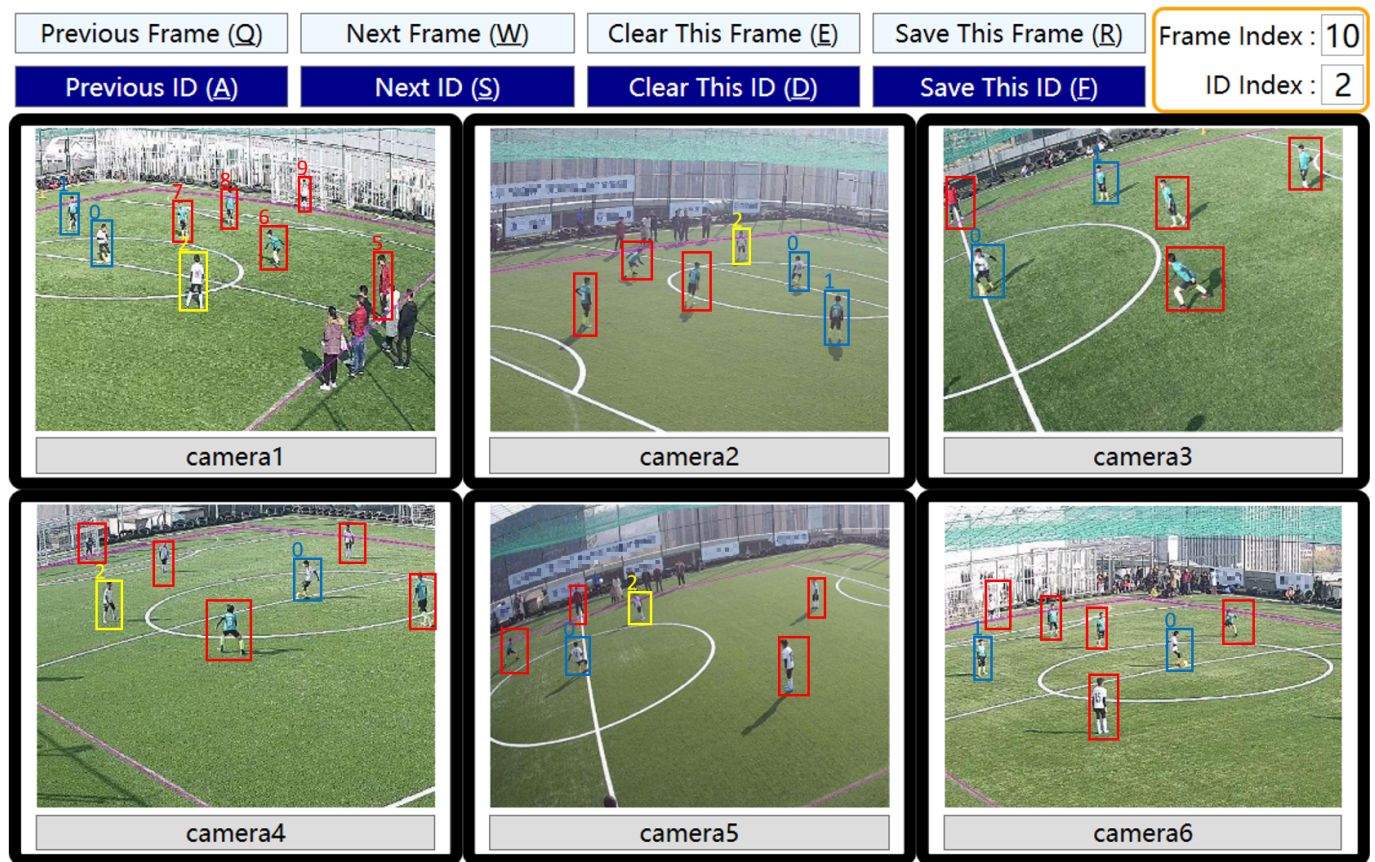 Previous Frame (Q) Next Frame (W) Clear This Frame (E) Save This Frame (R) Frame Index : 10
Previous ID (A) Next ID (S) Clear This ID (D) Save This ID (F) ID Index : 2
1 0 7 8 9 6 5 2
2 0 1
1 0
camera1 camera2 camera3
2 0
2 0
1 0
15
camera4 camera5 camera6